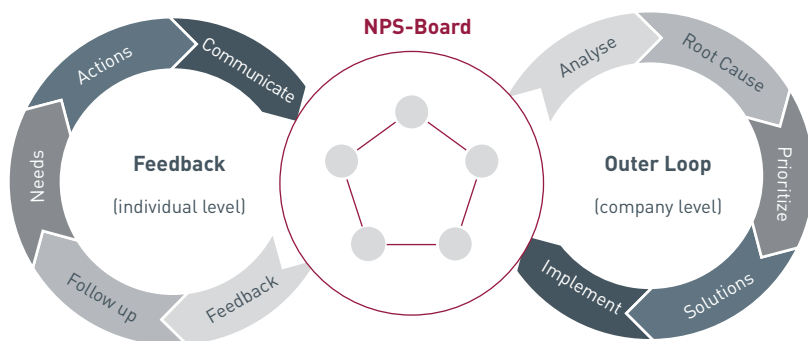 NPS-Board
Feedback
(individual level)
Feedback
Follow up
Needs
Actions
Communicate
Outer Loop
(company level)
Analyse
Root Cause
Prioritize
Solutions
Implement